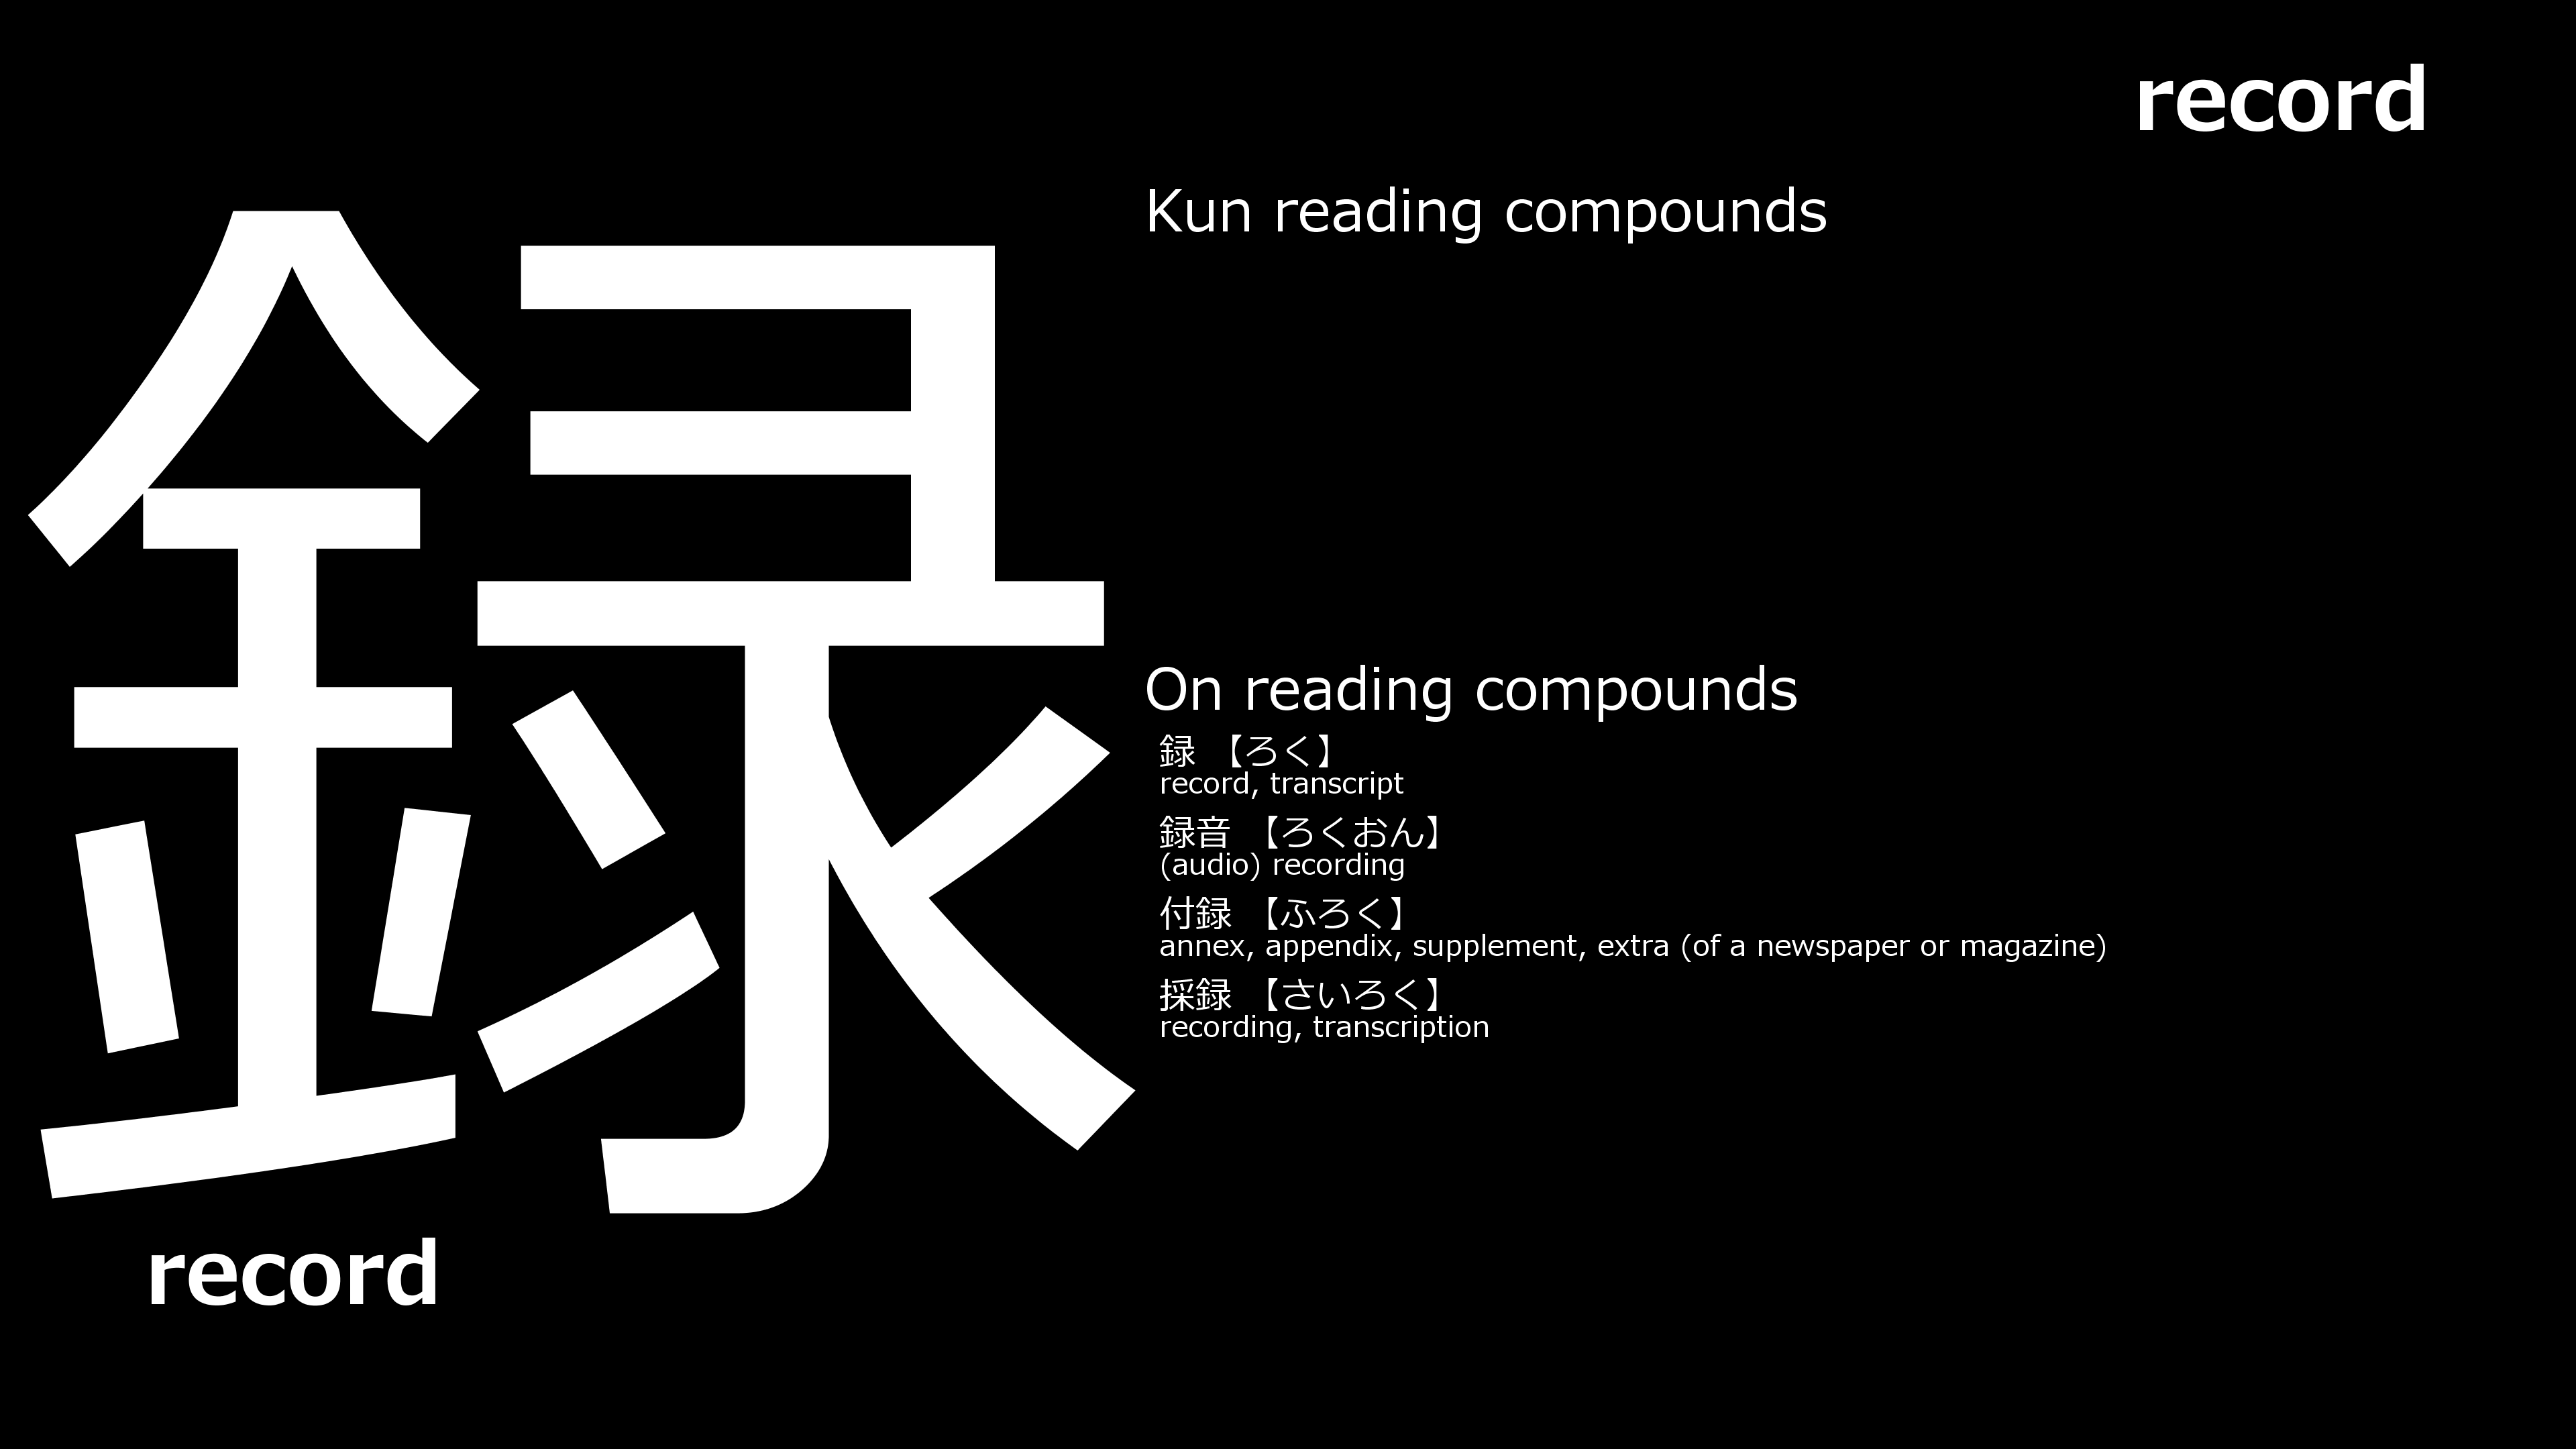 record
録
record
Kun reading compounds
On reading compounds
録 【ろく】
record, transcript
録音 【ろくおん】
(audio) recording
付録 【ふろく】
annex, appendix, supplement, extra (of a newspaper or magazine)
採録 【さいろく】
recording, transcription